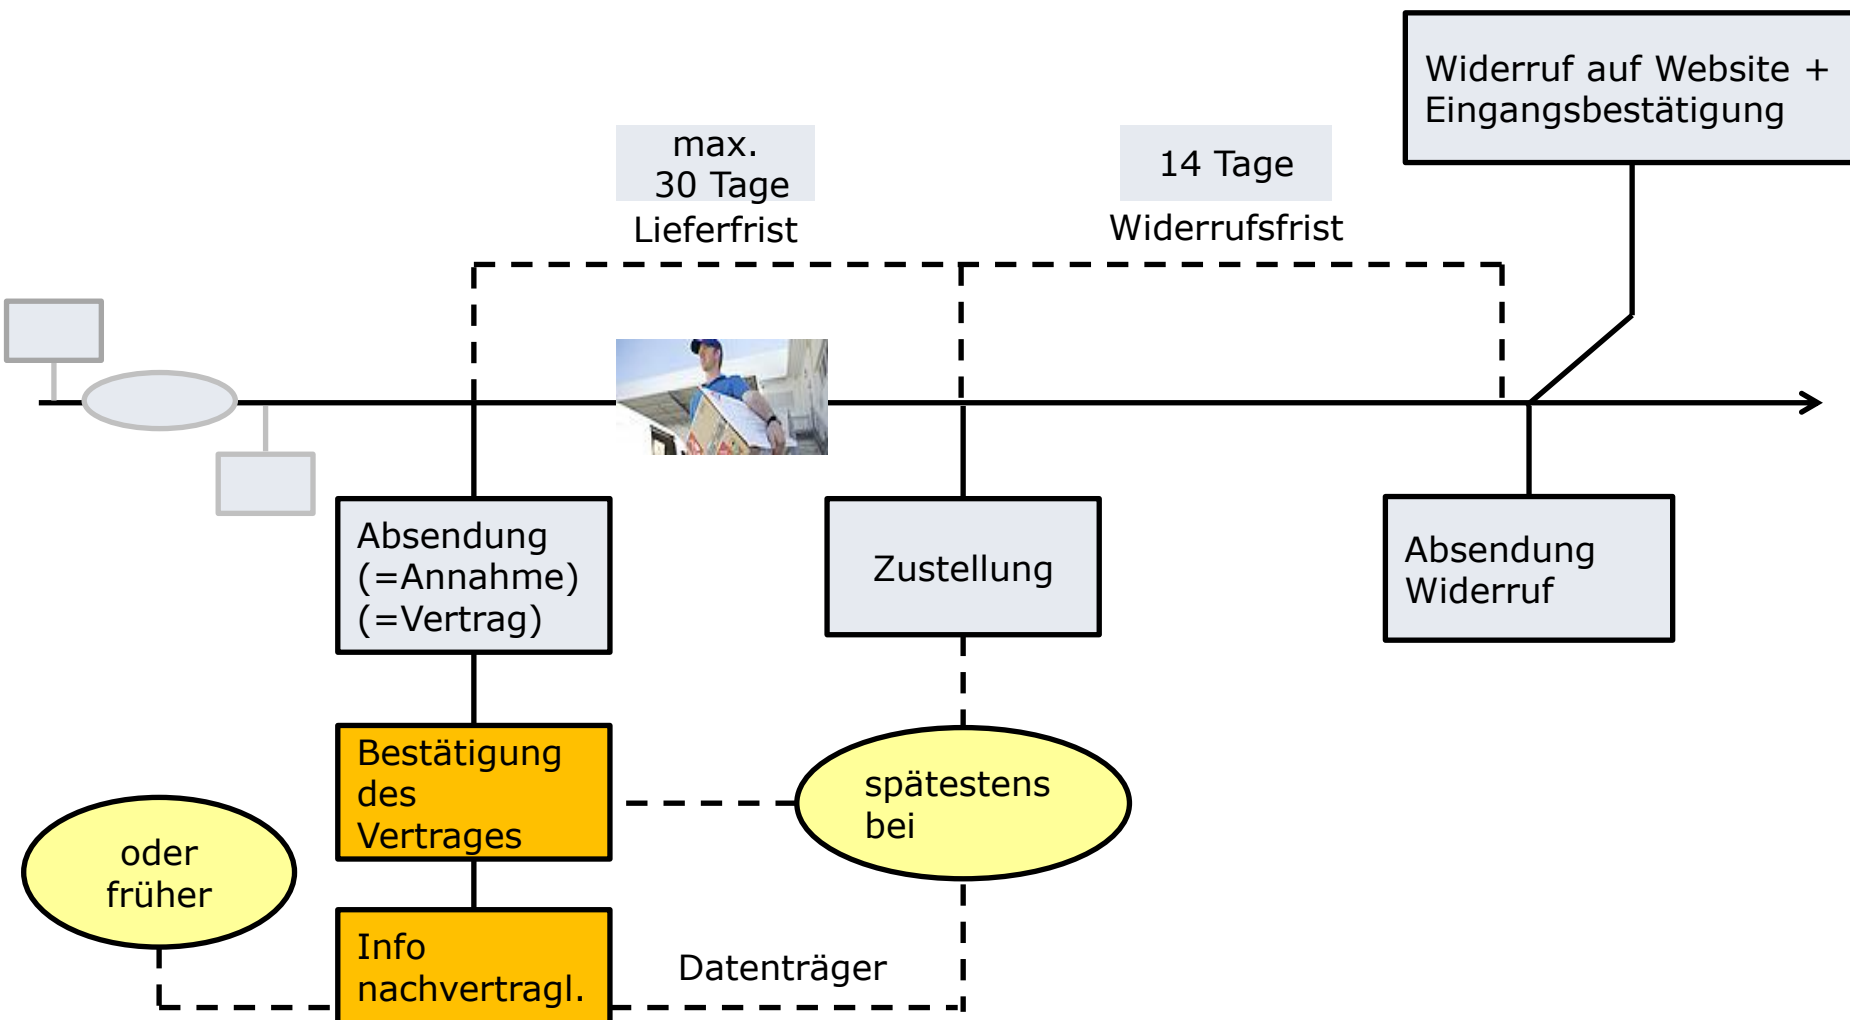 Widerruf auf Website +
Eingangsbestätigung
max.
30 Tage
Lieferfrist
14 Tage
Widerrufsfrist
Absendung
(=Annahme)
(=Vertrag)
Zustellung
Absendung
Widerruf
Bestätigung
des
Vertrages
spätestens
bei
oder
früher
Info
nachvertragl.
Datenträger